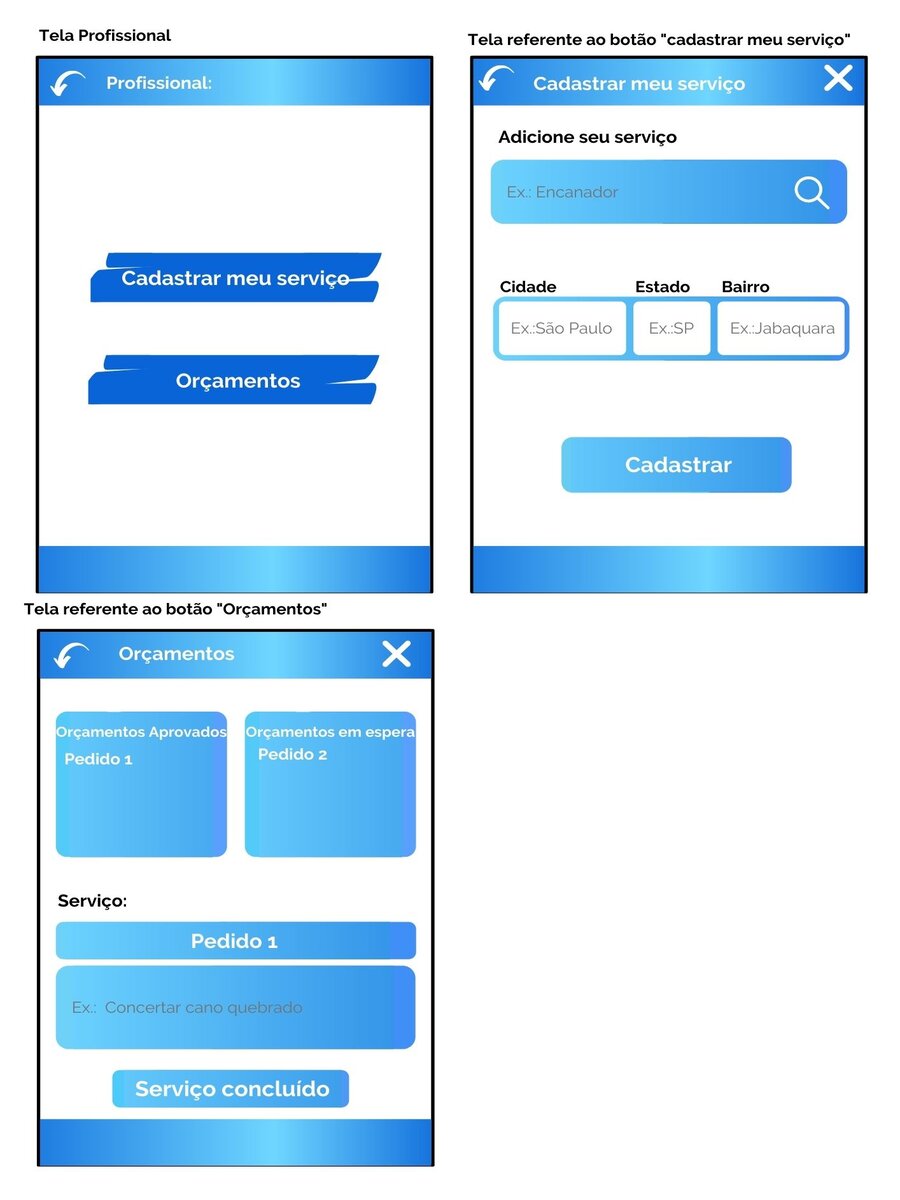 Tela Profissional
Profissional:
Cadastrar meu serviço
Orçamentos
Tela referente ao botão "cadastrar meu serviço"
Cadastrar meu serviço
Adicione seu serviço
Ex.: Encanador
Cidade Estado Bairro
Ex.:São Paulo Ex.:SP Ex.:Jabaquara
Cadastrar
Tela referente ao botão "Orçamentos"
Orçamentos
Orçamentos Aprovados
Pedido 1
Orçamentos em espera
Pedido 2
Serviço:
Pedido 1
Ex.: Concertar cano quebrado
Serviço concluído